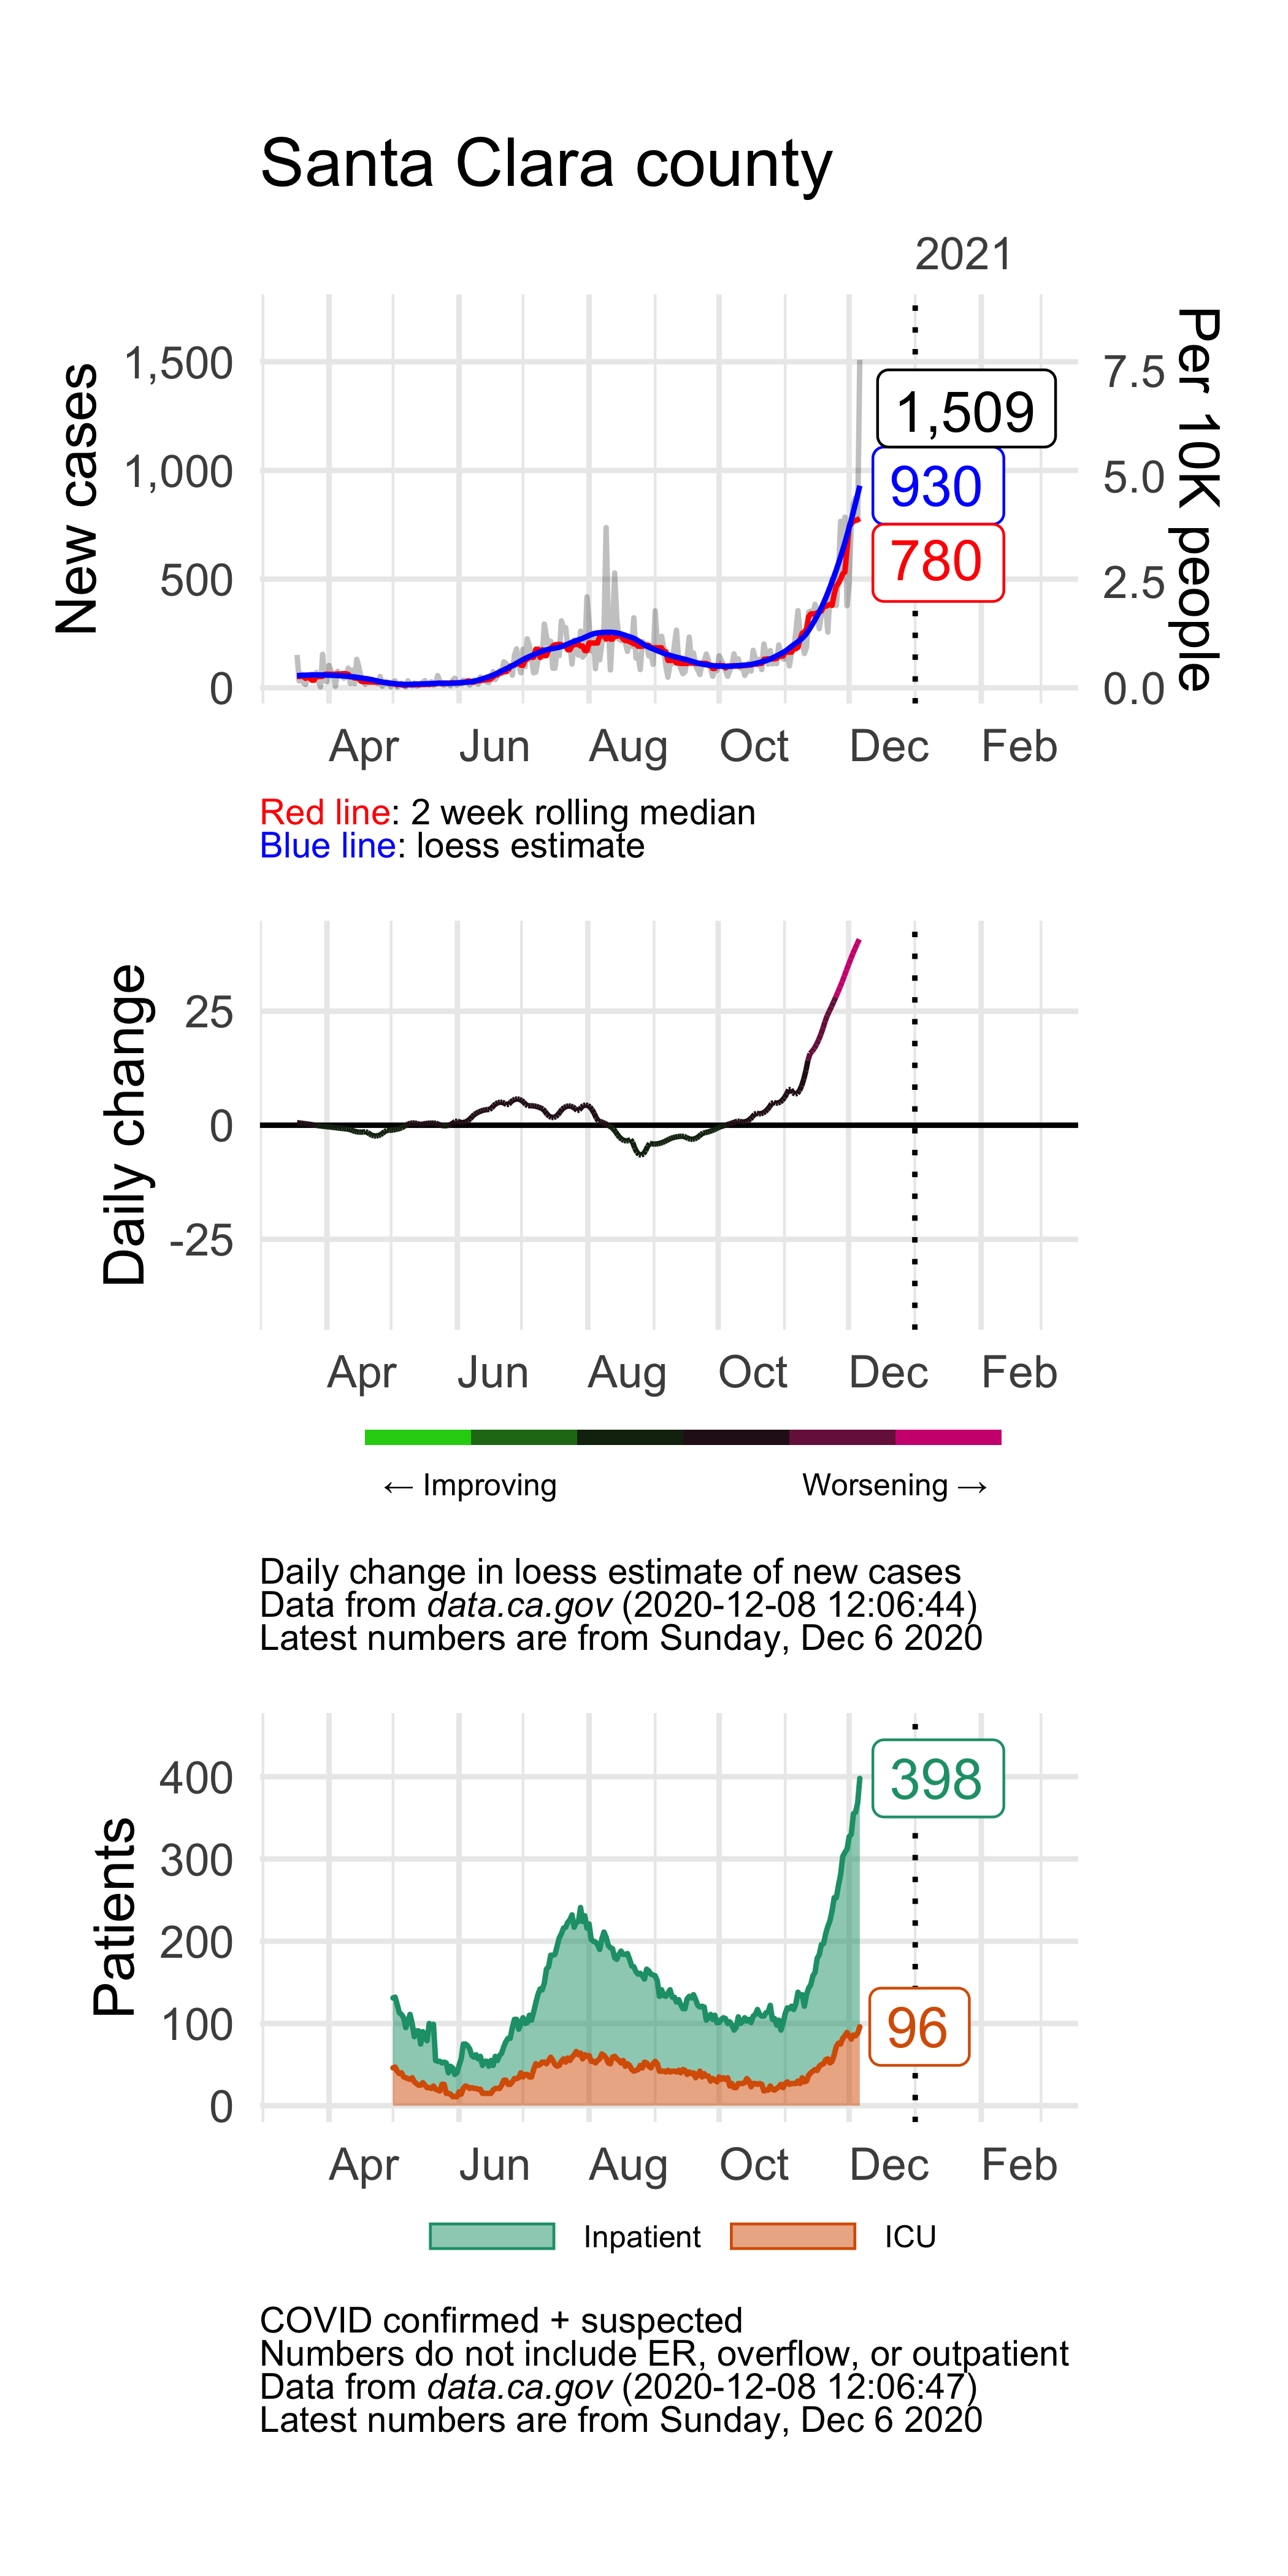 Santa Clara county
2021
New cases
1,500
1,000
500
0
7.5
5.0
2.5
0.0
Per 10K people
1,509
930
780
Apr Jun Aug Oct Dec Feb
Red line: 2 week rolling median
Blue line: loess estimate
Daily change
25
0
-25
Apr Jun Aug Oct Dec Feb
← Improving Worsening →
Daily change in loess estimate of new cases
Data from data.ca.gov (2020-12-08 12:06:44)
Latest numbers are from Sunday, Dec 6 2020
Patients
400
300
200
100
0
398
96
Apr Jun Aug Oct Dec Feb
Inpatient ICU
COVID confirmed + suspected
Numbers do not include ER, overflow, or outpatient
Data from data.ca.gov (2020-12-08 12:06:47)
Latest numbers are from Sunday, Dec 6 2020